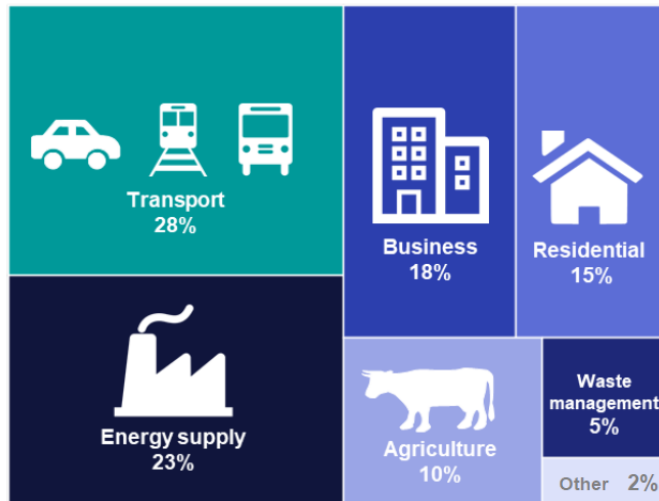 Transport
28%
Business
18%
Residential
15%
Energy supply
23%
Agriculture
10%
Waste
management
5%
Other 2%